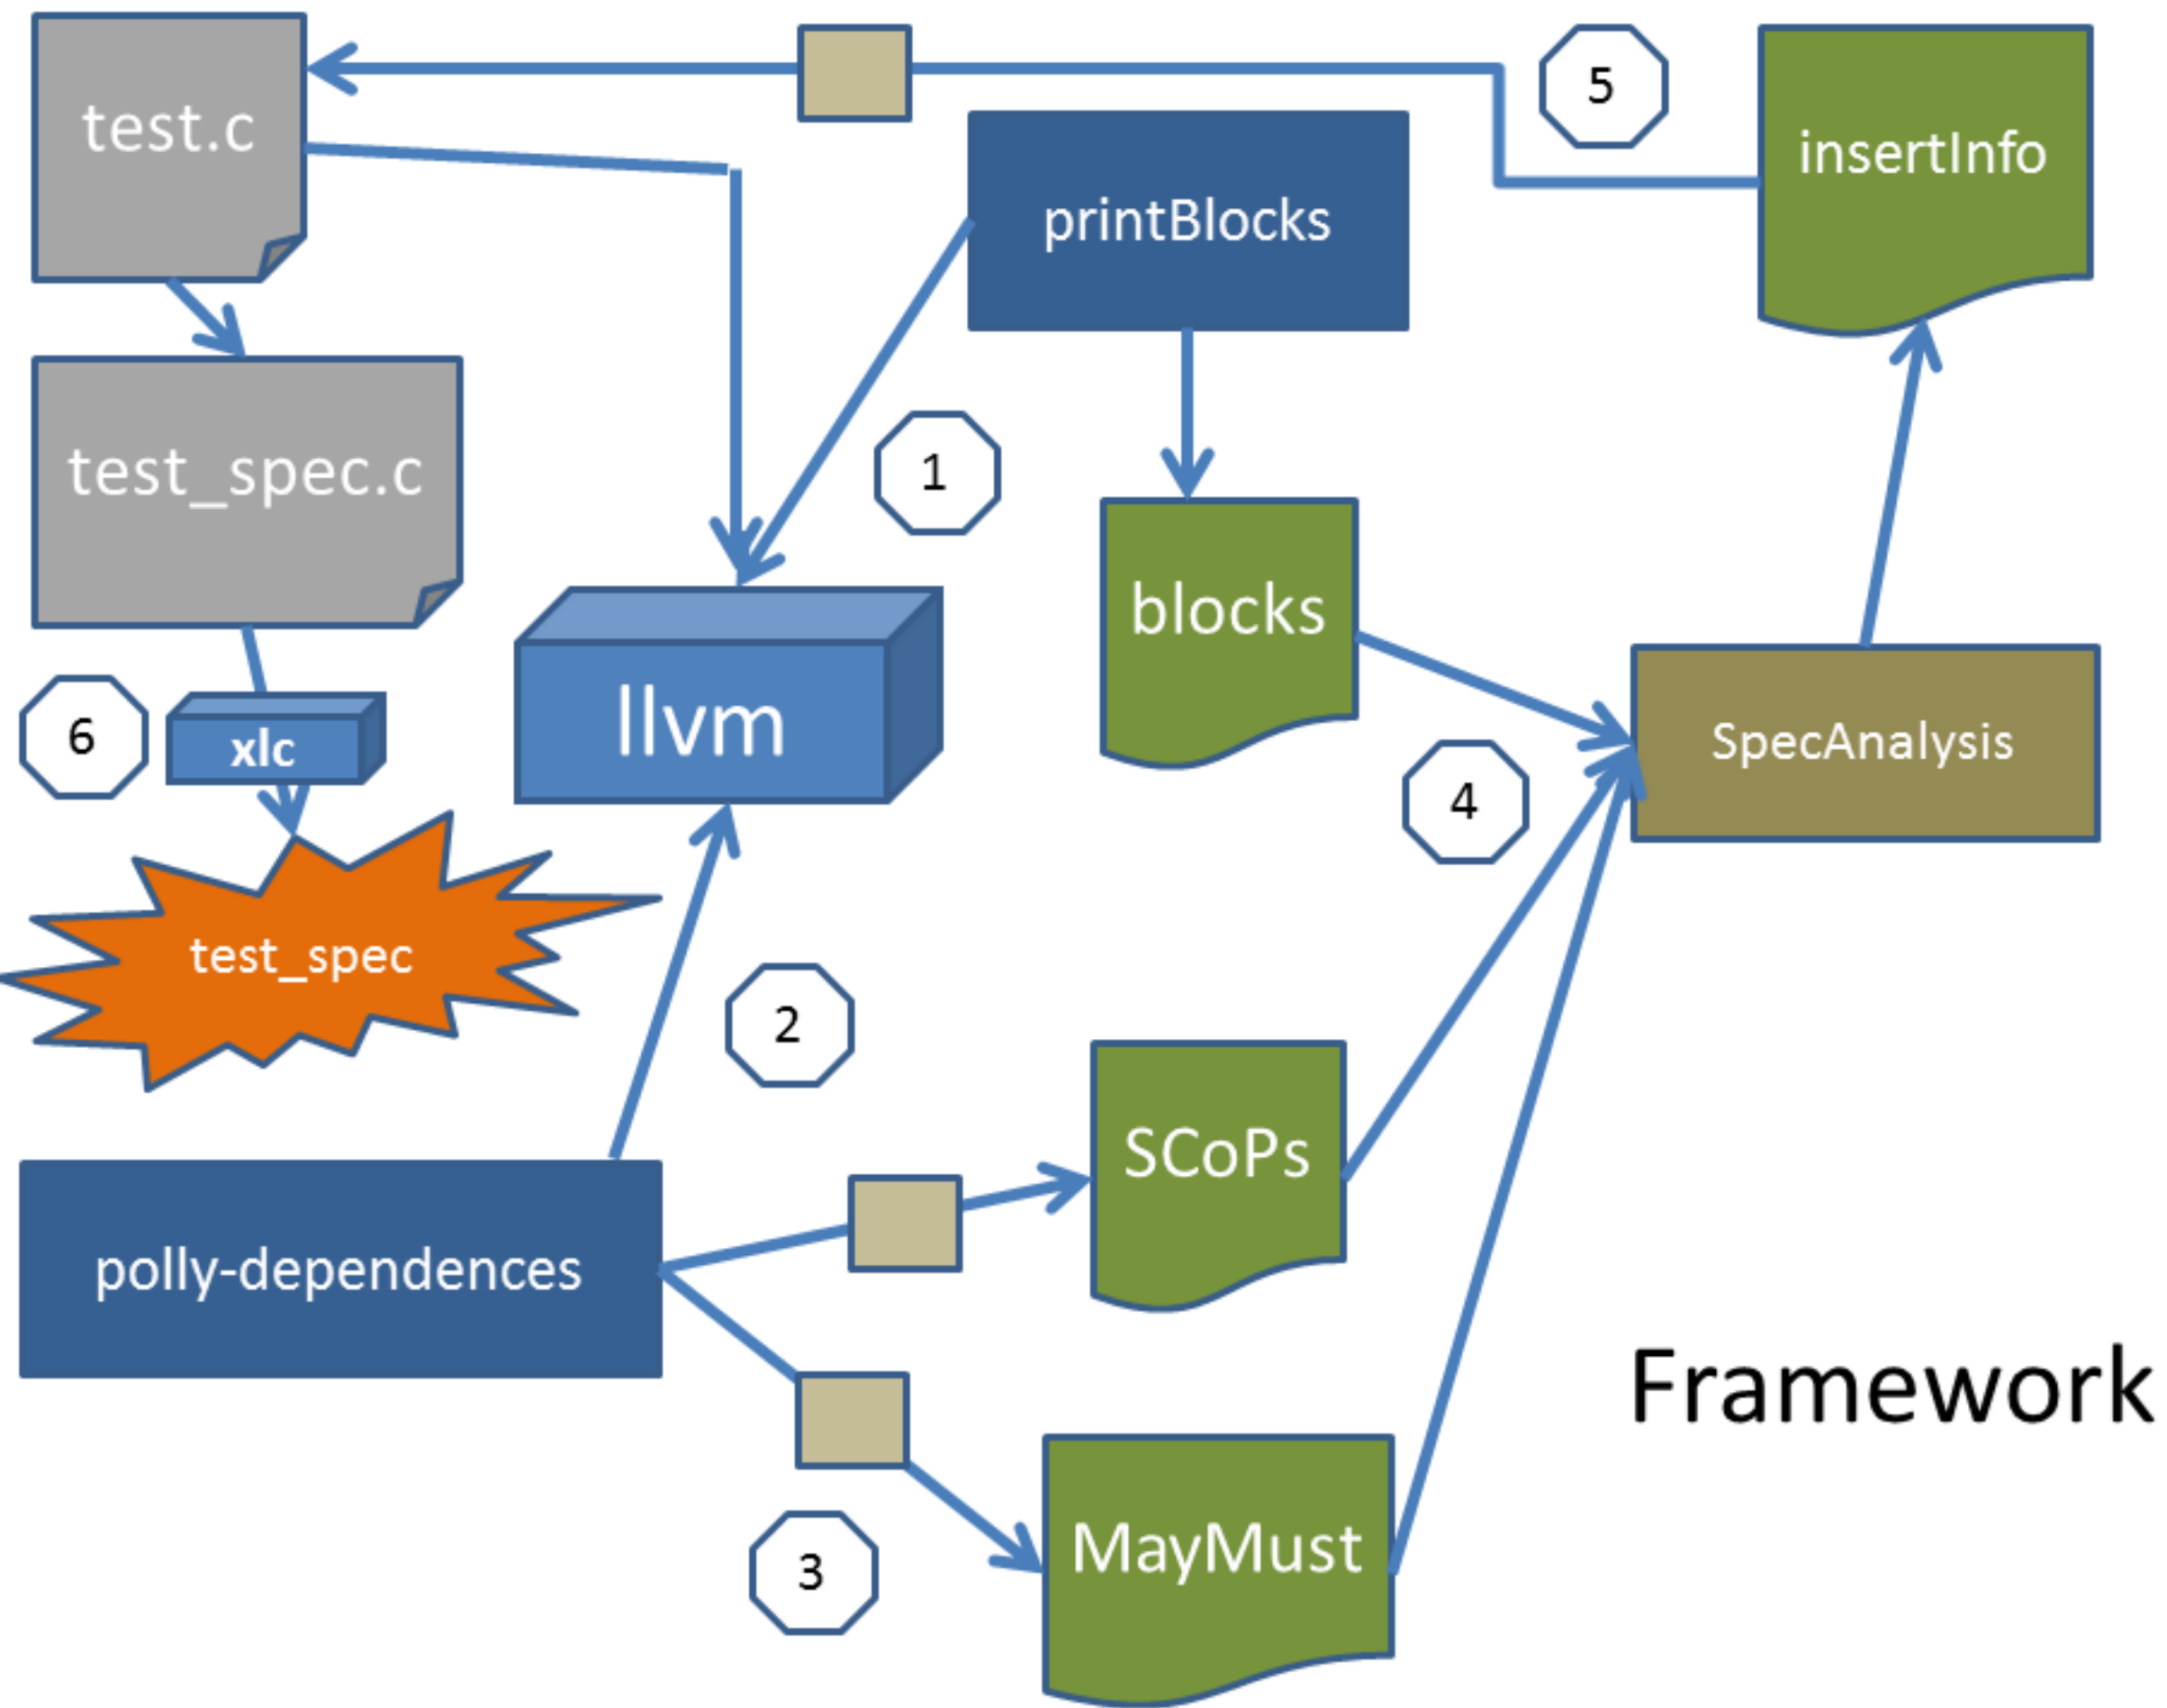 test.c
5
insertInfo
printBlocks
test_spec.c
1
blocks
llvm
6
xlc
SpecAnalysis
4
test_spec
2
SCoPs
polly-dependences
Framework
MayMust
3